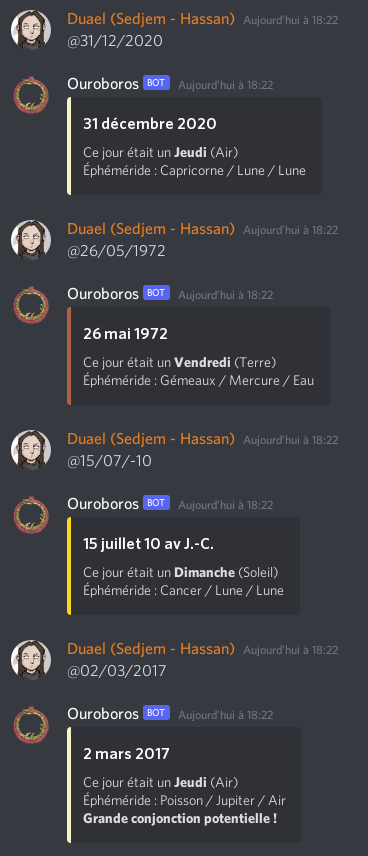 Duael (Sedjem - Hassan) Aujourd'hui à 18:22
@31/12/2020
Ouroboros BOT Aujourd'hui à 18:22
31 décembre 2020
Ce jour était un Jeudi (Air)
Éphéméride : Capricorne / Lune / Lune
Duael (Sedjem - Hassan) Aujourd'hui à 18:22
@26/05/1972
Ouroboros BOT Aujourd'hui à 18:22
26 mai 1972
Ce jour était un Vendredi (Terre)
Éphéméride : Gémeaux / Mercure / Eau
Duael (Sedjem - Hassan) Aujourd'hui à 18:22
@15/07/-10
Ouroboros BOT Aujourd'hui à 18:22
15 juillet 10 av J.-C.
Ce jour était un Dimanche (Soleil)
Éphéméride : Cancer / Lune / Lune
Duael (Sedjem - Hassan) Aujourd'hui à 18:22
@02/03/2017
Ouroboros BOT Aujourd'hui à 18:22
2 mars 2017
Ce jour était un Jeudi (Air)
Éphéméride : Poisson / Jupiter / Air
Grande conjonction potentielle !